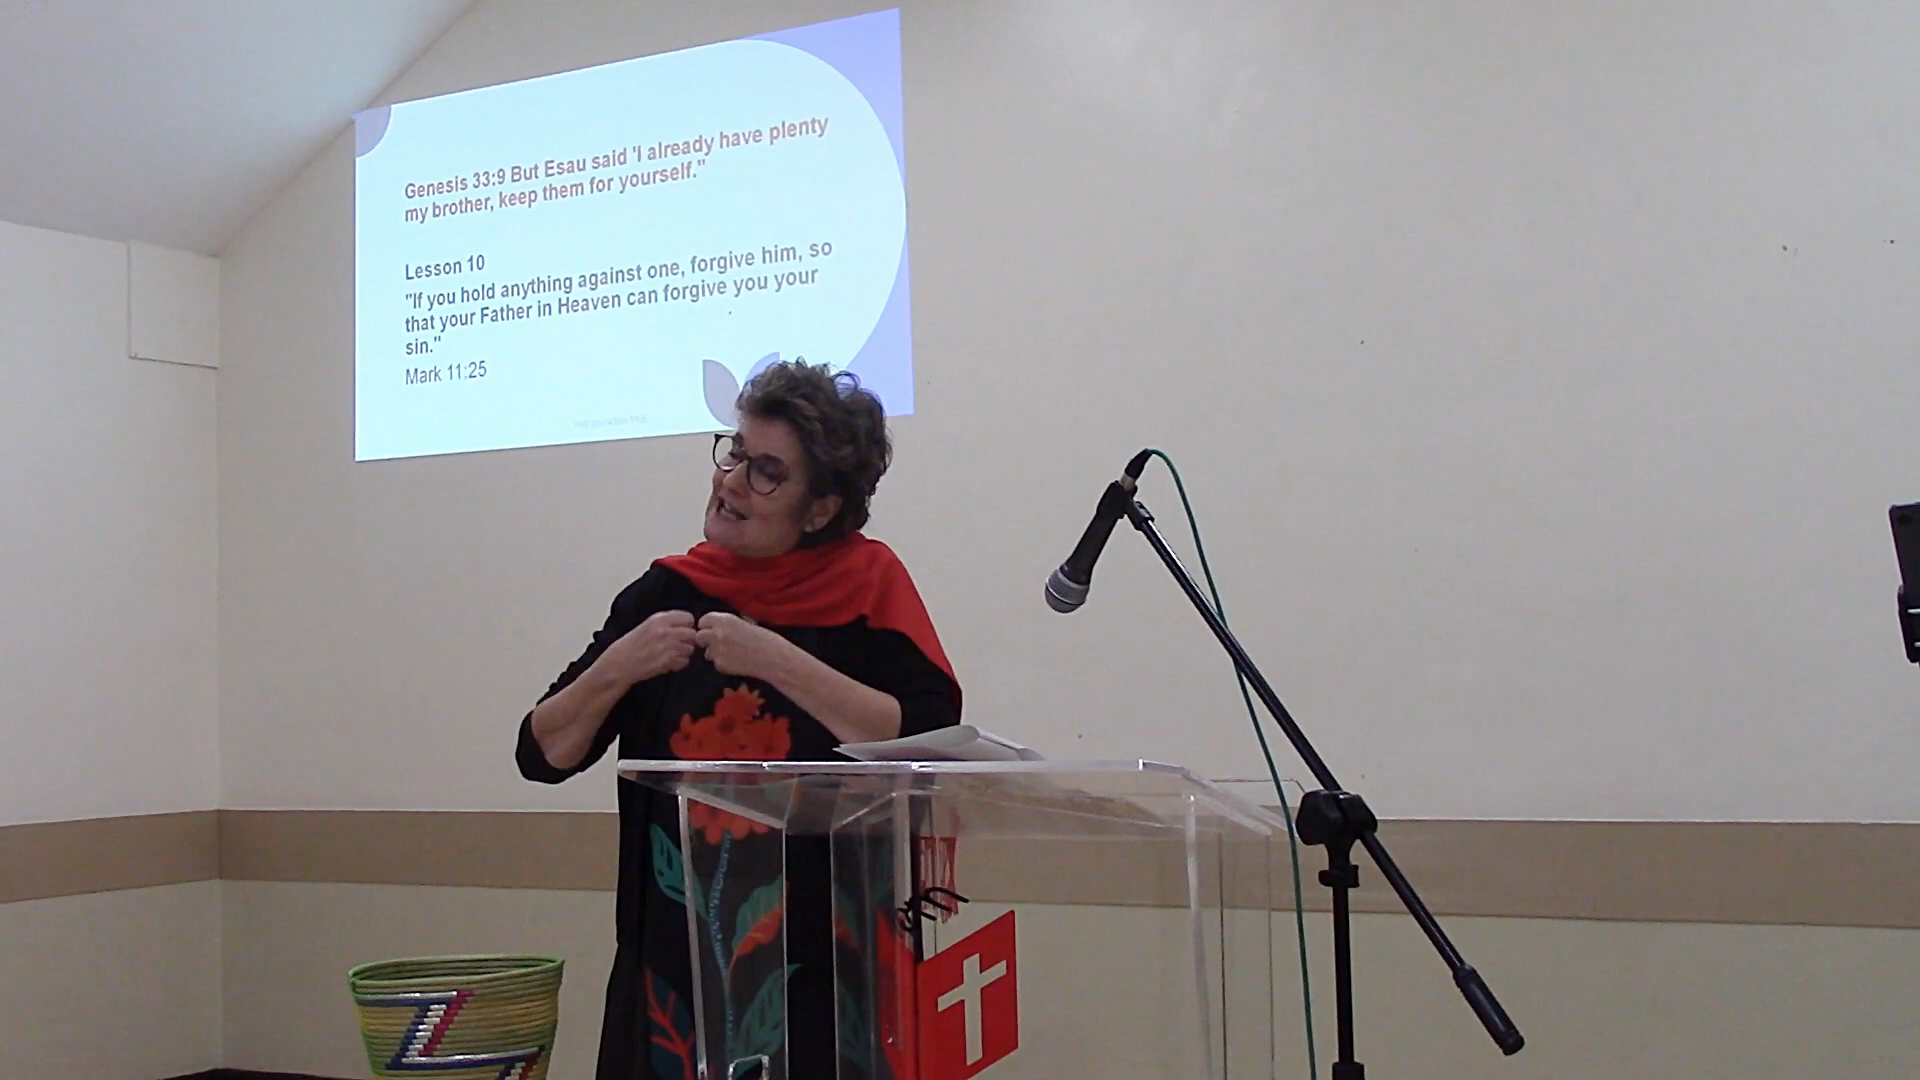 Genesis 33:9 But Esau said 'I already have plenty
my brother, keep them for yourself."
Lesson 10
"If you hold anything against one, forgive him, so
that your Father in Heaven can forgive you your
sin."
Mark 11:25
PRESENTATION TITLE